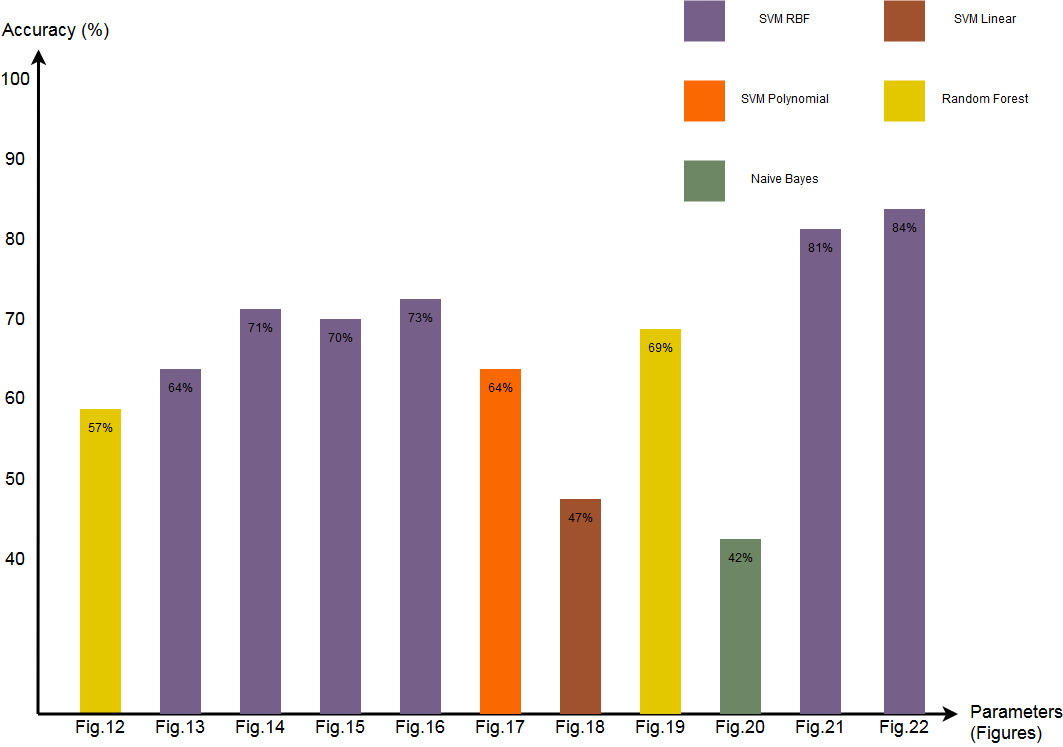 Accuracy (%)
SVM RBF
SVM Linear
SVM Polynomial
Random Forest
Naive Bayes
100
90
80
70
60
50
40
57%
64%
71%
70%
73%
64%
47%
69%
42%
81%
84%
Fig.12
Fig.13
Fig.14
Fig.15
Fig.16
Fig.17
Fig.18
Fig.19
Fig.20
Fig.21
Fig.22
Parameters
(Figures)